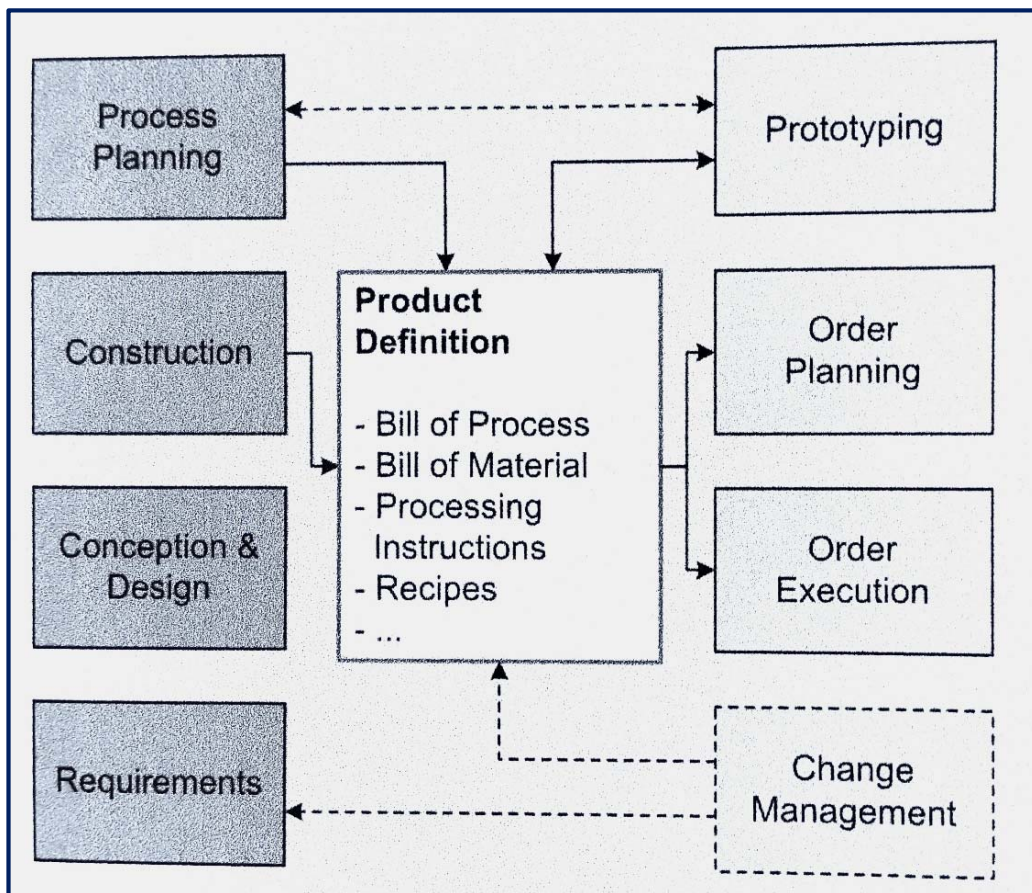 Process
Planning
Prototyping
Construction
Product
Definition
- Bill of Process
- Bill of Material
- Processing
Instructions
- Recipes
- ...
Order
Planning
Conception &
Design
Order
Execution
Requirements
Change
Management